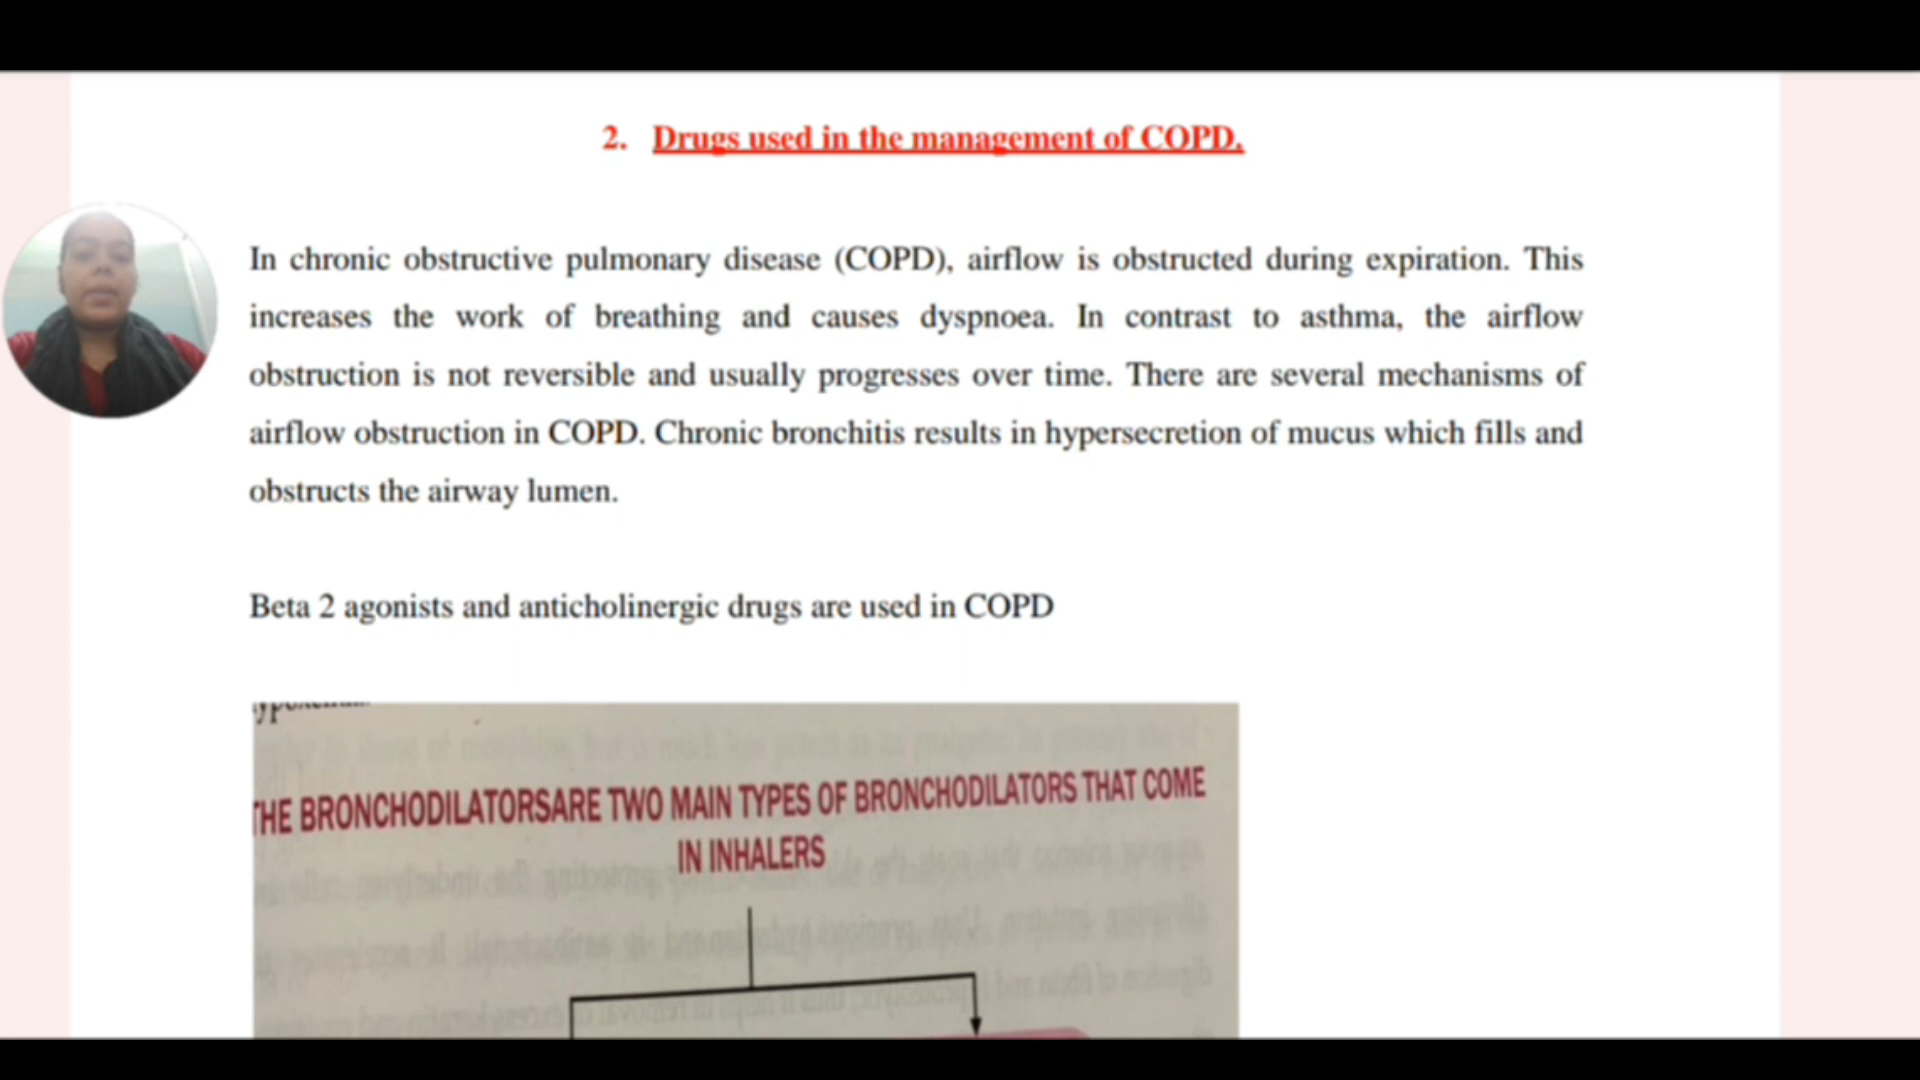 2. Drugs used in the management of COPD.
In chronic obstructive pulmonary disease (COPD), airflow is obstructed during expiration. This
increases the work of breathing and causes dyspnoea. In contrast to asthma, the airflow
obstruction is not reversible and usually progresses over time. There are several mechanisms of
airflow obstruction in COPD. Chronic bronchitis results in hypersecretion of mucus which fills and
obstructs the airway lumen.
Beta 2 agonists and anticholinergic drugs are used in COPD
THE BRONCHODILATORSARE TWO MAIN TYPES OF BRONCHODILATORS THAT COME
IN INHALERS